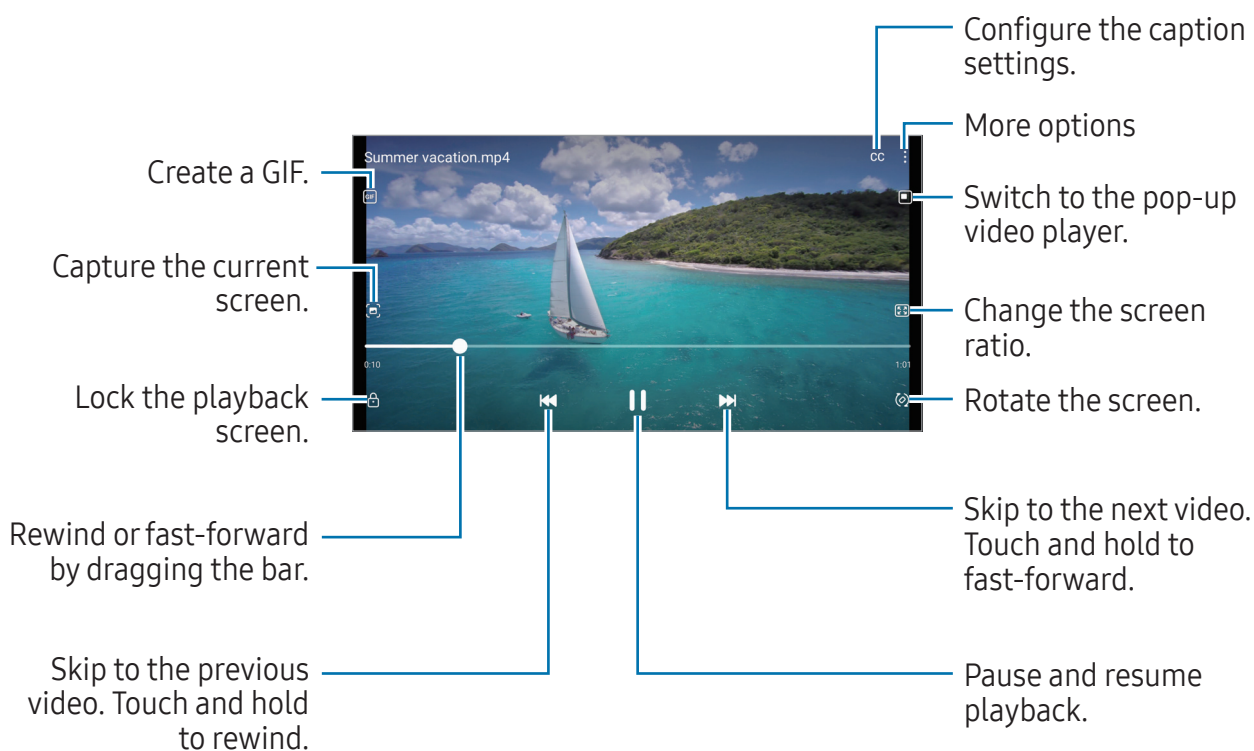 Configure the caption
settings.
More options
Summer vacation.mp4
CC
Create a GIF.
GIF
Switch to the pop-up
video player.
Capture the current
screen.
Change the screen
ratio.
0:10
1:01
Lock the playback
screen.
Rotate the screen.
Rewind or fast-forward
by dragging the bar.
Skip to the next video.
Touch and hold to
fast-forward.
Skip to the previous
video. Touch and hold
to rewind.
Pause and resume
playback.